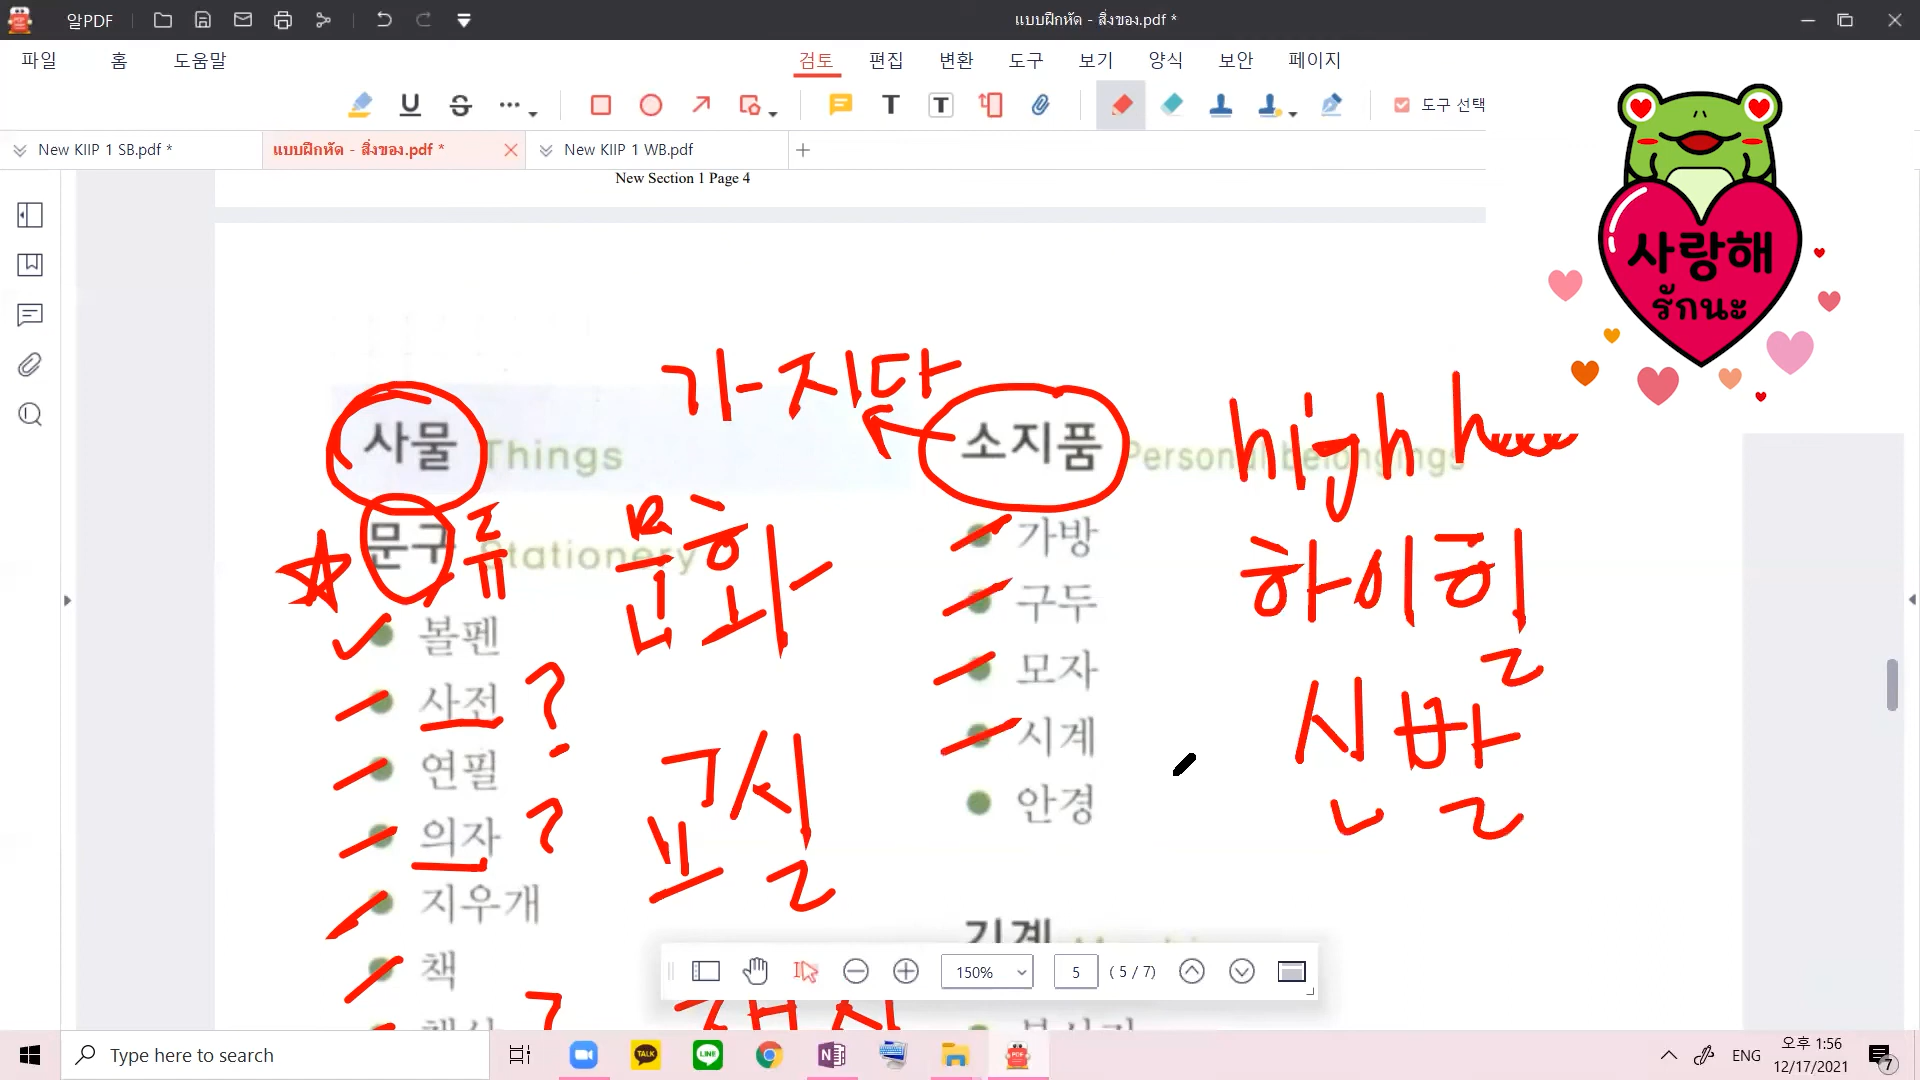 알PDF
แบบฝึกหัด - สิ่งของ.pdf *
파일 홈 도움말 검토 편집 변환 도구 보기 양식 보안 페이지
도구 선택
New KIIP 1 SB.pdf *
แบบฝึกหัด - สิ่งของ.pdf *
New KIIP 1 WB.pdf
New Section 1 Page 4
사랑해
รักนะ
가지다
사물 Things
소지품 Personal belongings
high
문구 류 Stationery
문화
가방
하이힐
구두
볼펜
모자
사전 ?
신발
시계
연필
교실
안경
의자 ?
지우개
책
기계
150%
5 (5 / 7)
Type here to search
TALK
LINE
PDF
ENG
오후 1:56
12/17/2021
7